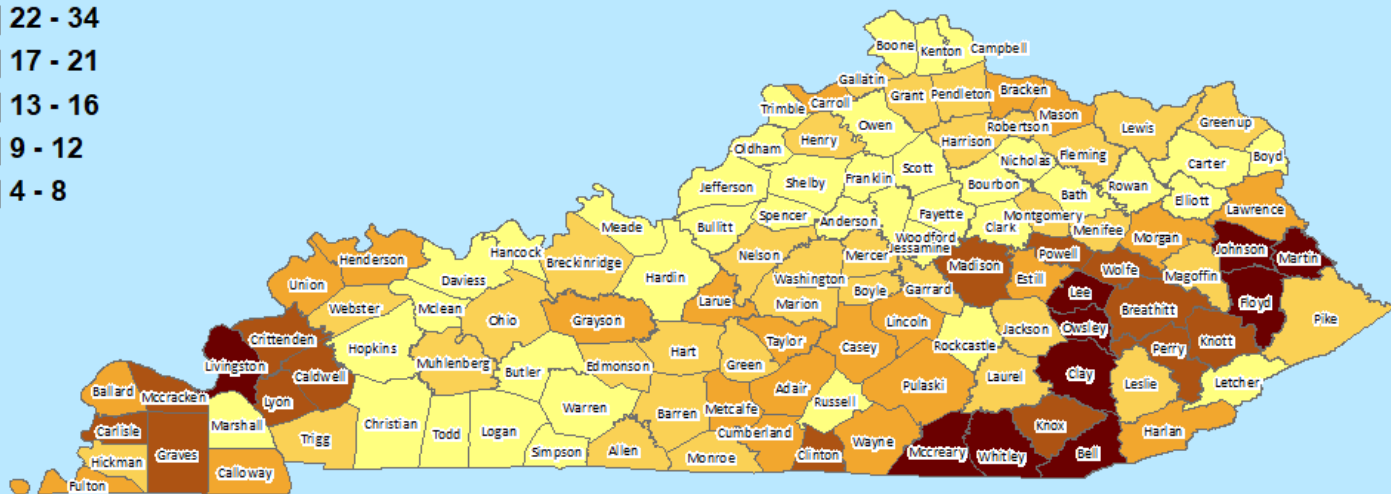 22 - 34
17 - 21
13 - 16
9 - 12
4 - 8
Boone
Kenton
Campbell
Gallatin
Grant
Pendleton
Bracken
Trimble
Carroll
Mason
Owen
Robertson
Lewis
Greenup
Henry
Harrison
Oldham
Nicholas
Fleming
Carter
Boyd
Scott
Franklin
Shelby
Jefferson
Bourbon
Bath
Rowan
Elliott
Spencer
Anderson
Fayette
Montgomery
Lawrence
Meade
Bullitt
Woodford
Clark
Menifee
Morgan
Jessamine
Johnson
Martin
Hancock
Breckinridge
Nelson
Mercer
Powell
Henderson
Madison
Wolfe
Magoffin
Daviess
Hardin
Washington
Estill
Union
Boyle
Garrard
Lee
Larue
Marion
Floyd
Webster
Mclean
Breathitt
Ohio
Grayson
Lincoln
Pike
Jackson
Owsley
Crittenden
Taylor
Knott
Hopkins
Casey
Rockcastle
Perry
Hart
Livingston
Muhlenberg
Green
Edmonson
Butler
Clay
Caldwell
Laurel
Leslie
Letcher
Adair
Pulaski
Ballard
Mccracken
Lyon
Russell
Warren
Barren
Metcalfe
Marshall
Christian
Knox
Carlisle
Todd
Logan
Cumberland
Harlan
Trigg
Wayne
Simpson
Allen
Mccreary
Whitley
Bell
Graves
Monroe
Clinton
Hickman
Calloway
Fulton